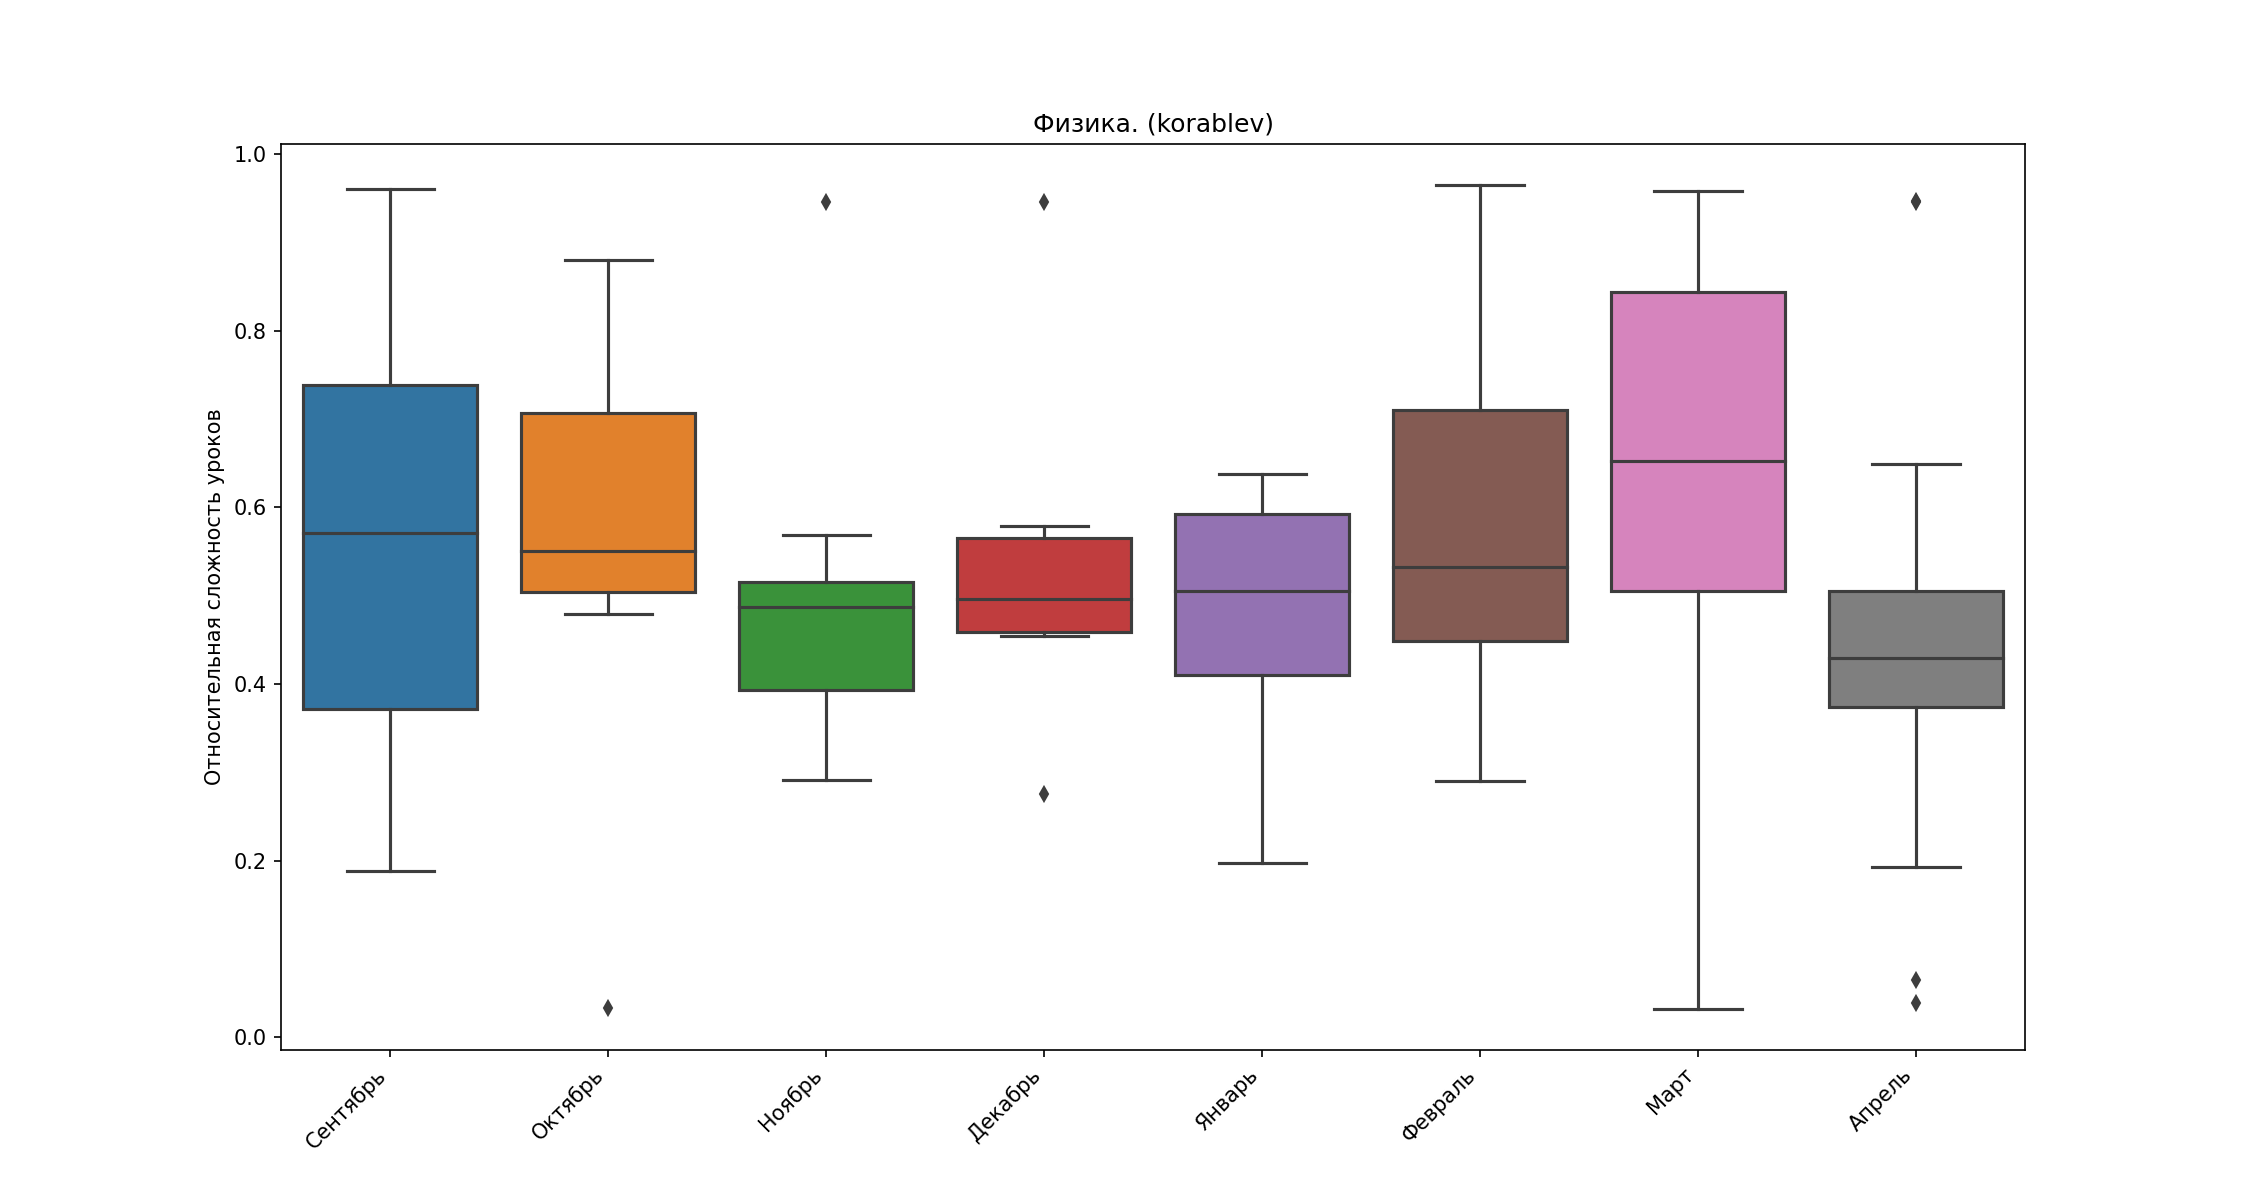 Физика. (korablev)
Относительная сложность уроков
1.0
0.8
0.6
0.4
0.2
0.0
Сентябрь
Октябрь
Ноябрь
Декабрь
Январь
Февраль
Март
Апрель